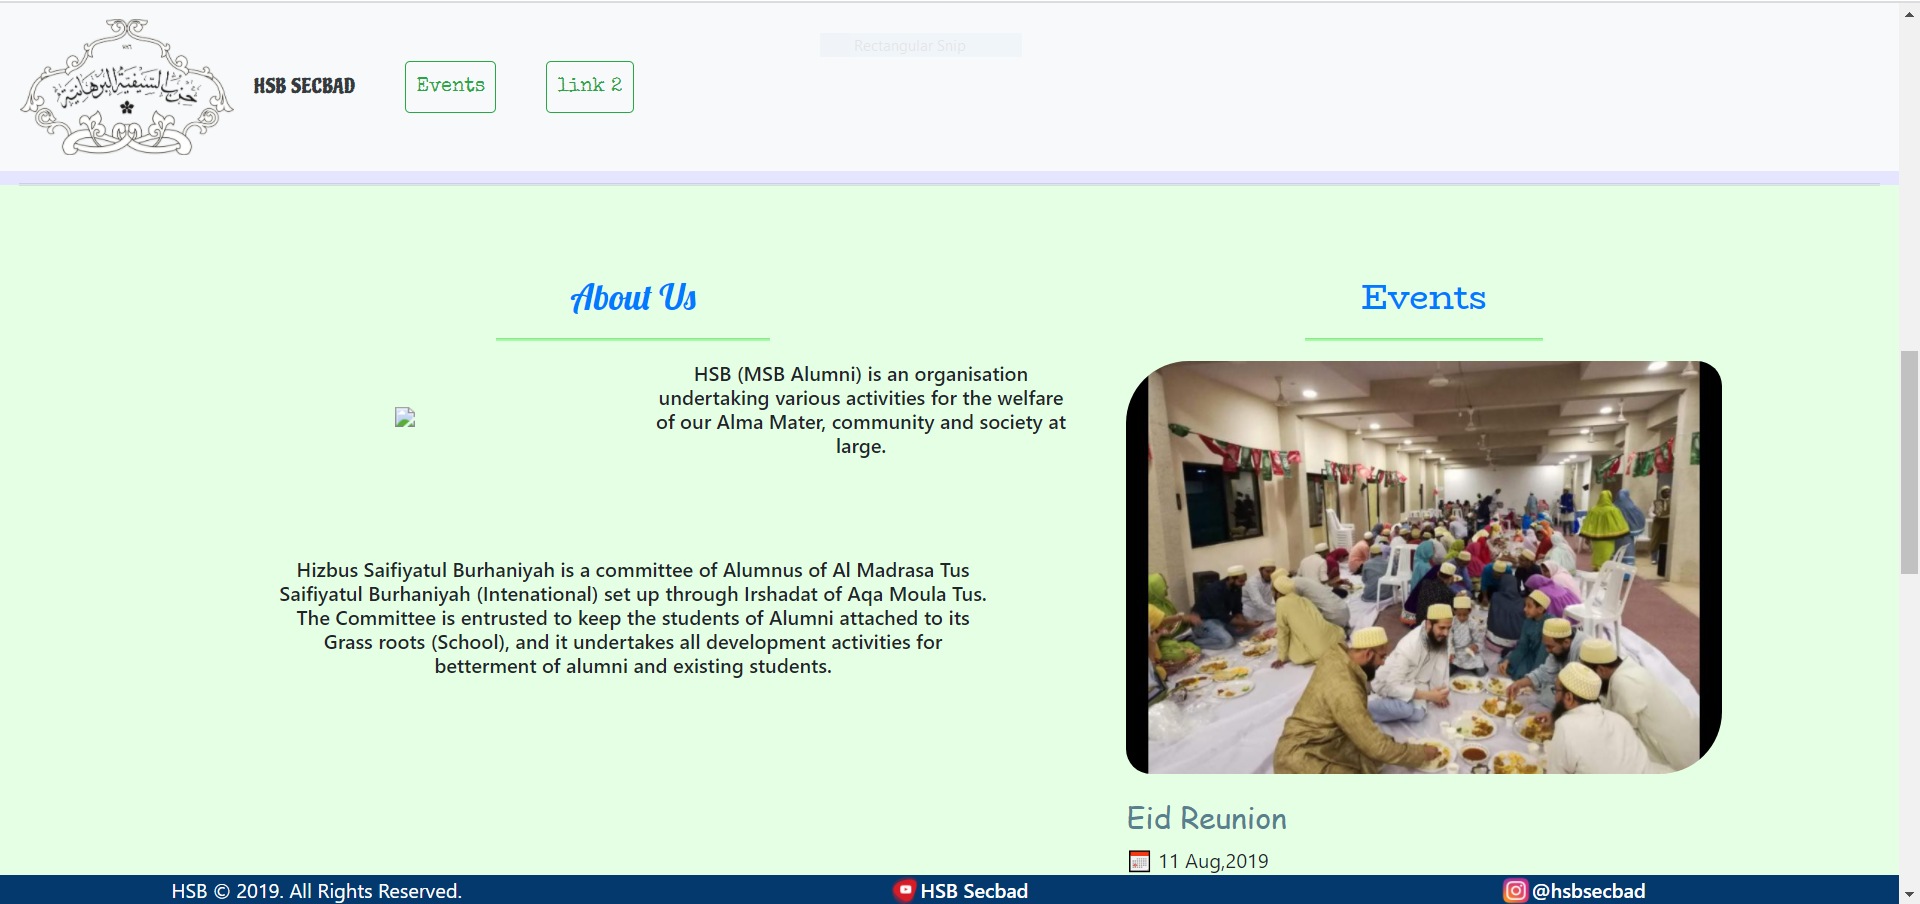 حزب السيفية البرهانية
HSB SECBAD
Events
link 2
Rectangular Snip
About Us
HSB (MSB Alumni) is an organisation
undertaking various activities for the welfare
of our Alma Mater, community and society at
large.
Hizbus Saifiyatul Burhaniyah is a committee of Alumnus of Al Madrasa Tus
Saifiyatul Burhaniyah (Intenational) set up through Irshadat of Aqa Moula Tus.
The Committee is entrusted to keep the students of Alumni attached to its
Grass roots (School), and it undertakes all development activities for
betterment of alumni and existing students.
Events
Eid Reunion
11 Aug,2019
HSB © 2019. All Rights Reserved.
HSB Secbad
@hsbsecbad